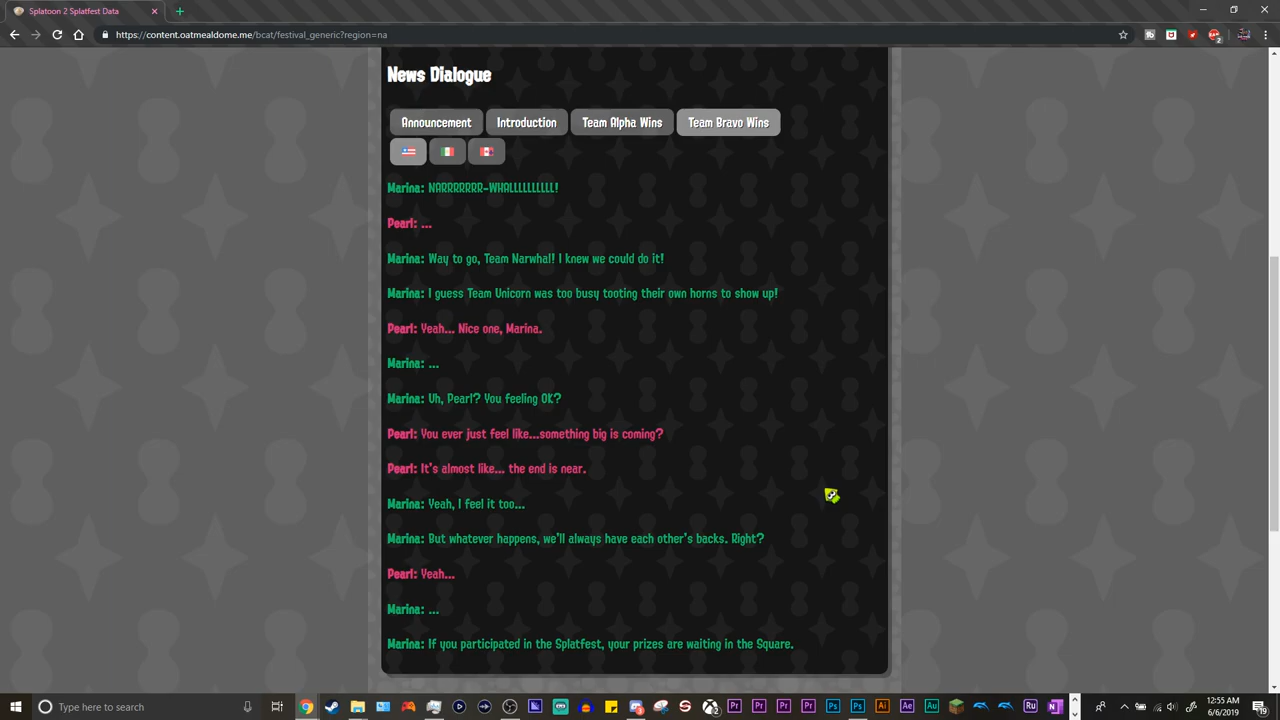 Splatoon 2 Splatfest Data
https://content.oatmealdome.me/bcat/festival_generic?region=na
News Dialogue
Announcement Introduction Team Alpha Wins Team Bravo Wins
Marina: NARRRRRRR-WHALLLLLLLLL!
Pearl: ...
Marina: Way to go, Team Narwhal! I knew we could do it!
Marina: I guess Team Unicorn was too busy tooting their own horns to show up!
Pearl: Yeah... Nice one, Marina.
Marina: ...
Marina: Uh, Pearl? You feeling OK?
Pearl: You ever just feel like...something big is coming?
Pearl: It's almost like... the end is near.
Marina: Yeah, I feel it too...
Marina: But whatever happens, we'll always have each other's backs. Right?
Pearl: Yeah...
Marina: ...
Marina: If you participated in the Splatfest, your prizes are waiting in the Square.
Type here to search
12:55 AM
6/6/2019